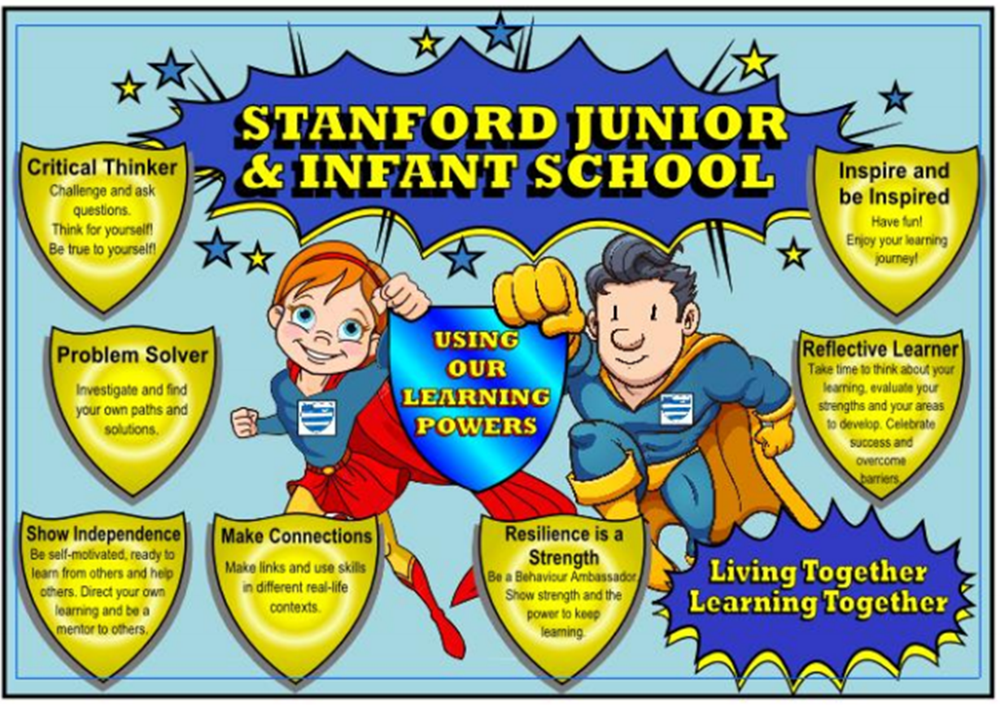 STANFORD JUNIOR
& INFANT SCHOOL
Critical Thinker
Challenge and ask
questions.
Think for yourself!
Be true to yourself!
Inspire and
be Inspired
Have fun!
Enjoy your learning
journey!
USING
OUR
LEARNING
POWERS
Problem Solver
Investigate and find
your own paths and
solutions.
Reflective Learner
Take time to think about your
learning, evaluate your
strengths and your areas
to develop. Celebrate
success and
overcome
barriers.
Show Independence
Be self-motivated, ready to
learn from others and help
others. Direct your own
learning and be a
mentor to others.
Make Connections
Make links and use skills
in different real-life
contexts.
Resilience is a
Strength
Be a Behaviour Ambassador.
Show strength and the
power to keep
learning.
Living Together
Learning Together